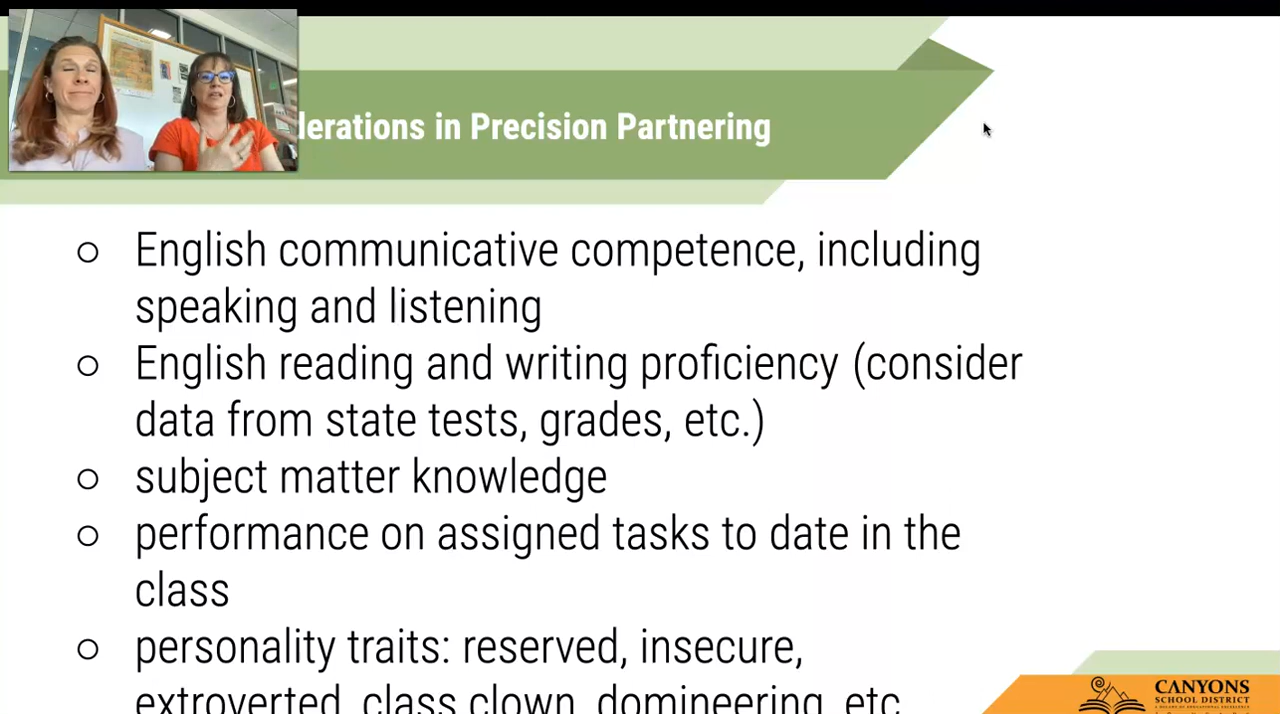 lerations in Precision Partnering
English communicative competence, including
speaking and listening
English reading and writing proficiency (consider
data from state tests, grades, etc.)
subject matter knowledge
performance on assigned tasks to date in the
class
personality traits: reserved, insecure,
extroverted, class clown, domineering, etc
CANYONS
SCHOOL DISTRICT